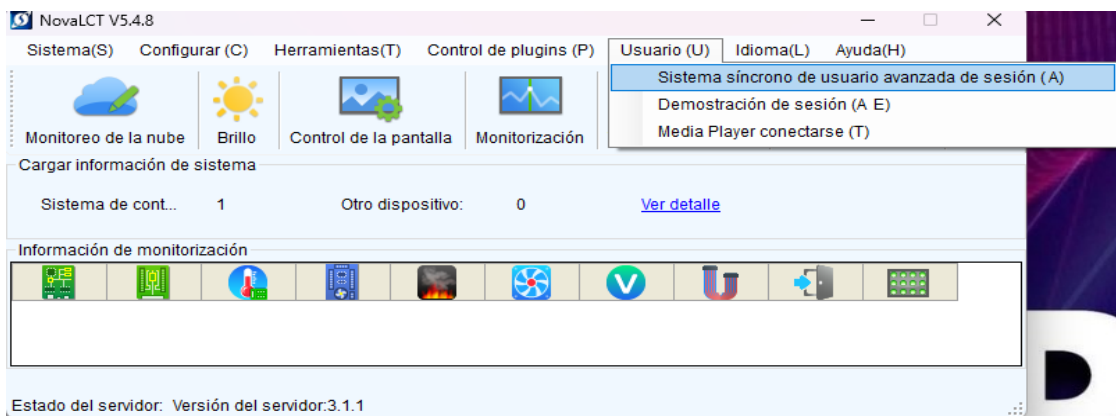 NovaLCT V5.4.8
Sistema(S) Configurar (C) Herramientas(T) Control de plugins (P) Usuario (U) Idioma(L) Ayuda(H)
Sistema síncrono de usuario avanzada de sesión (A)
Demostración de sesión (A E)
Media Player conectarse (T)
Monitoreo de la nube Brillo Control de la pantalla Monitorización
Cargar información de sistema
Sistema de cont... 1 Otro dispositivo: 0 Ver detalle
Información de monitorización
V
Estado del servidor: Versión del servidor:3.1.1